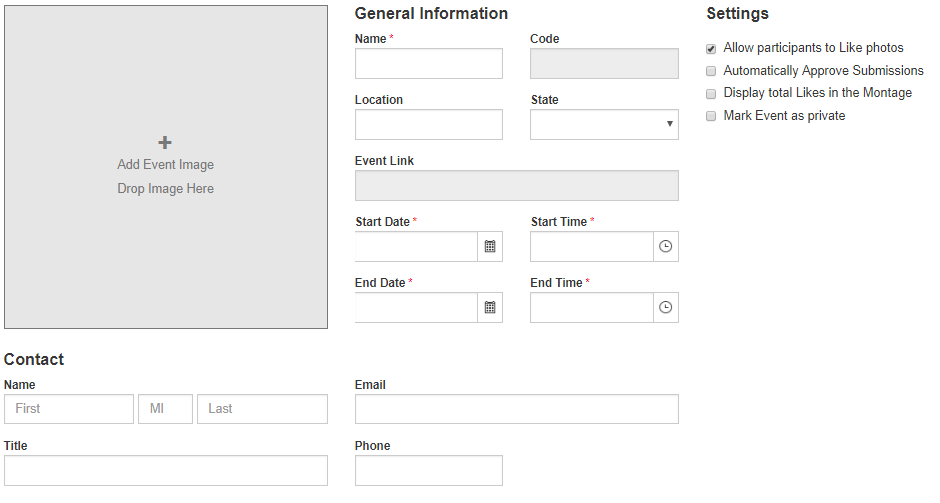 General Information
Settings
Name *
Code
Allow participants to Like photos
Automatically Approve Submissions
Display total Likes in the Montage
Mark Event as private
Location
State
+
Add Event Image
Drop Image Here
Event Link
Start Date *
Start Time *
End Date *
End Time *
Contact
Name
Email
First
MI
Last
Title
Phone